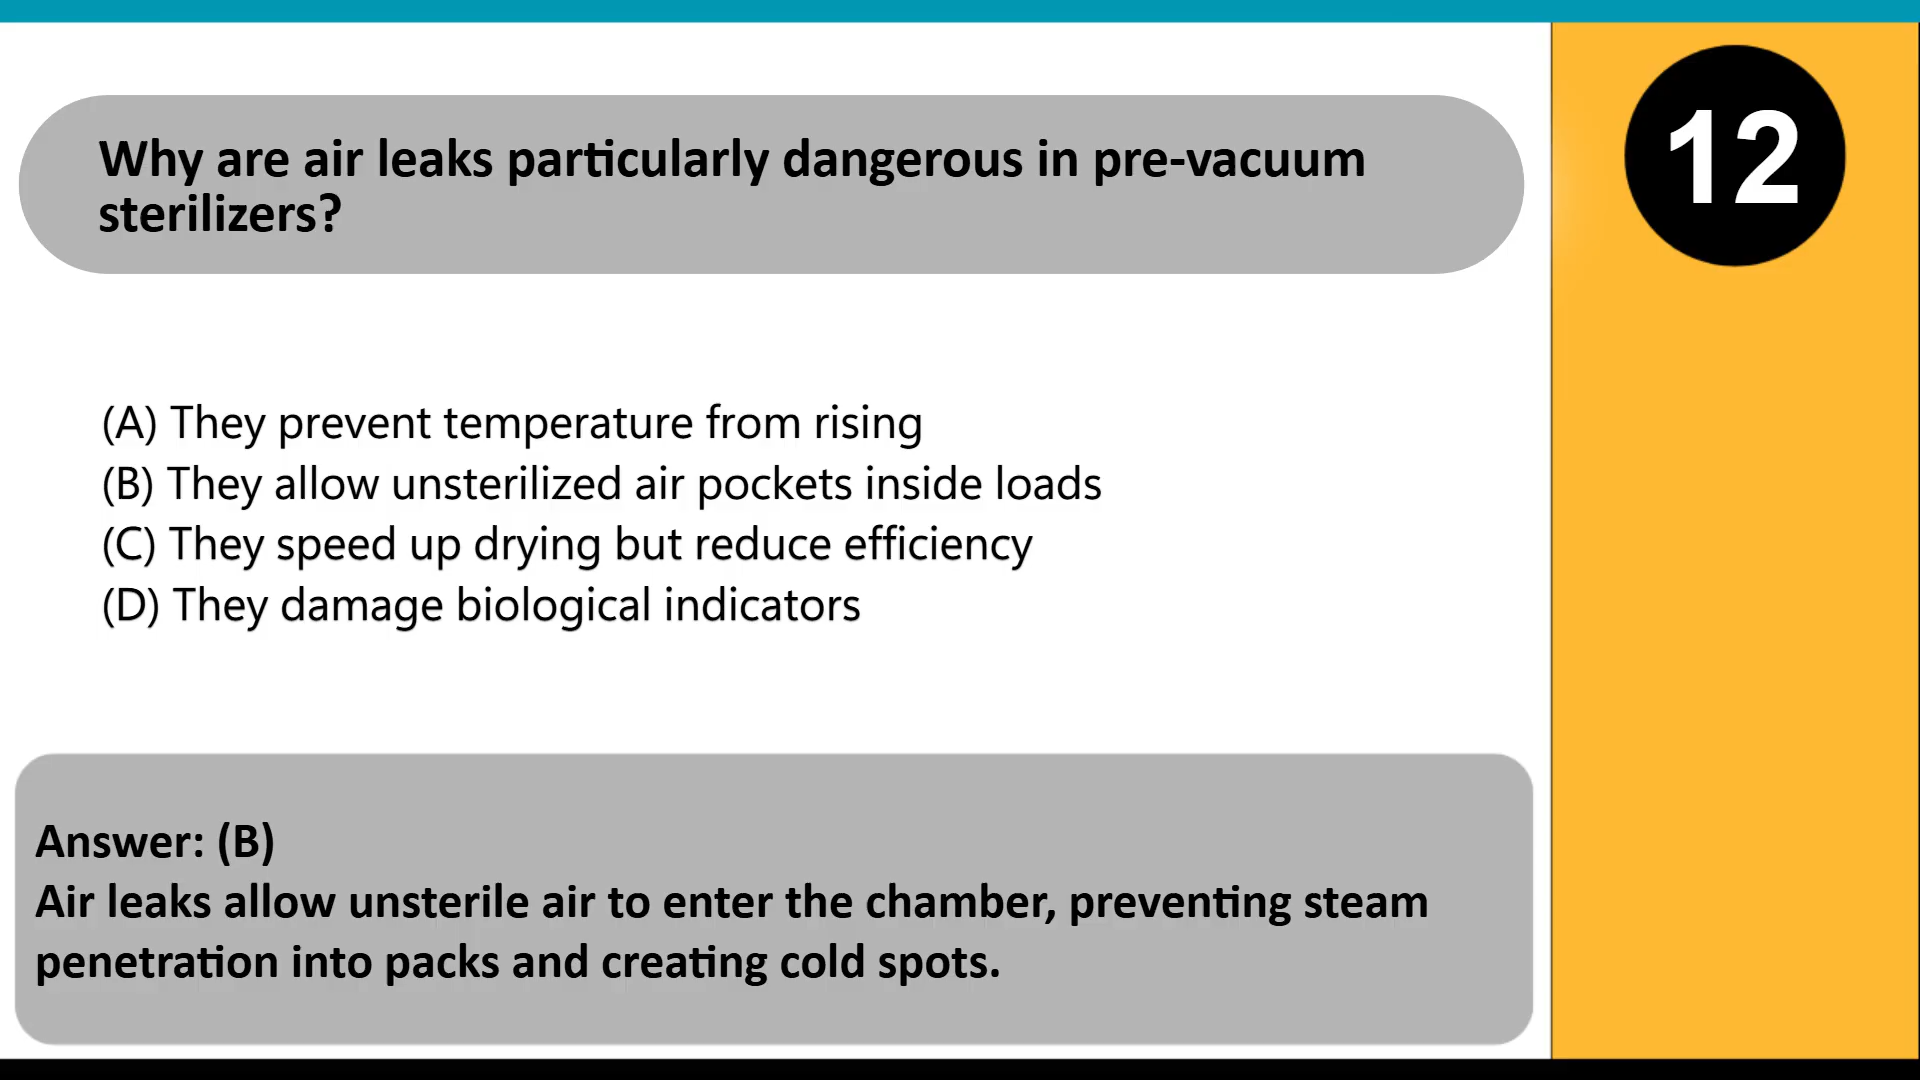 12
Why are air leaks particularly dangerous in pre-vacuum
sterilizers?
(A) They prevent temperature from rising
(B) They allow unsterilized air pockets inside loads
(C) They speed up drying but reduce efficiency
(D) They damage biological indicators
Answer: (B)
Air leaks allow unsterile air to enter the chamber, preventing steam
penetration into packs and creating cold spots.